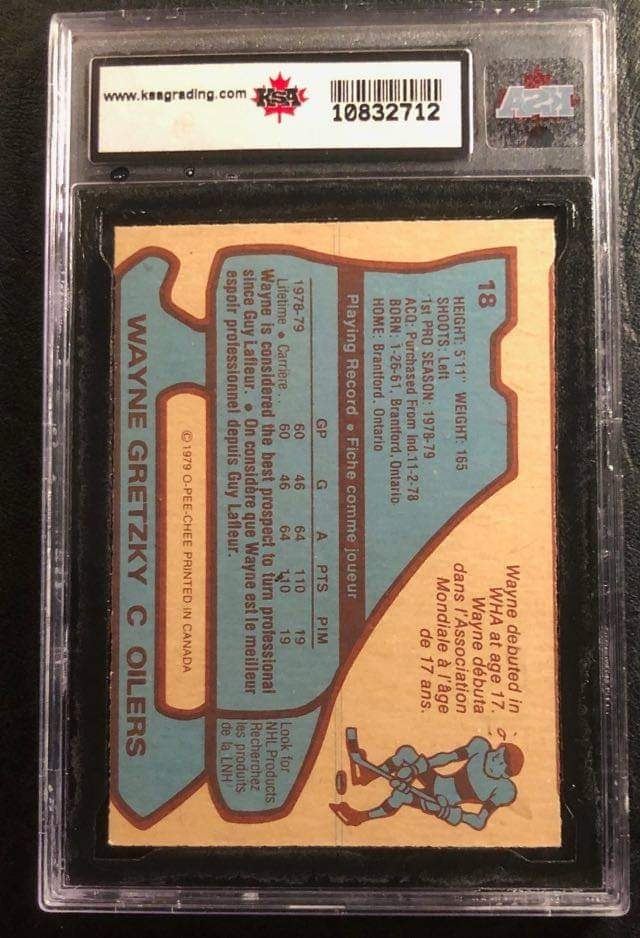 www.ksagrading.com
KSA
10832712
KSA
18
HEIGHT: 5'11" WEIGHT: 165
SHOOTS: Left
1st PRO SEASON: 1978-79
ACQ: Purchased From Ind. 11-2-78
BORN: 1-26-61, Brantford, Ontario
HOME: Brantford, Ontario
Wayne debuted in
WHA at age 17.
Wayne débuta
dans l'Association
Mondiale à l'âge
de 17 ans.
Playing Record • Fiche comme joueur
GP G A PTS PIM
1978-79 60 46 64 110 19
Lifetime • Carrière.. 60 46 64 110 19
Wayne is considered the best prospect to turn professional
since Guy Lafleur. • On considère que Wayne est le meilleur
espoir professionnel depuis Guy Lafleur.
Look for
NHL Products
Recherchez
les produits
de la LNH
© 1979 O-PEE-CHEE PRINTED IN CANADA
WAYNE GRETZKY C OILERS